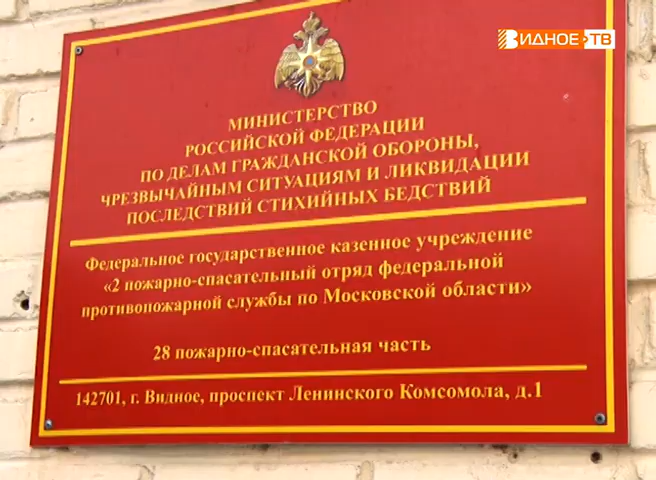 ВИДНОЕ ТВ
МИНИСТЕРСТВО
РОССИЙСКОЙ ФЕДЕРАЦИИ
ПО ДЕЛАМ ГРАЖДАНСКОЙ ОБОРОНЫ,
ЧРЕЗВЫЧАЙНЫМ СИТУАЦИЯМ И ЛИКВИДАЦИИ
ПОСЛЕДСТВИЙ СТИХИЙНЫХ БЕДСТВИЙ
Федеральное государственное казенное учреждение
«2 пожарно-спасательный отряд федеральной
противопожарной службы по Московской области»
28 пожарно-спасательная часть
142701, г. Видное, проспект Ленинского Комсомола, д.1